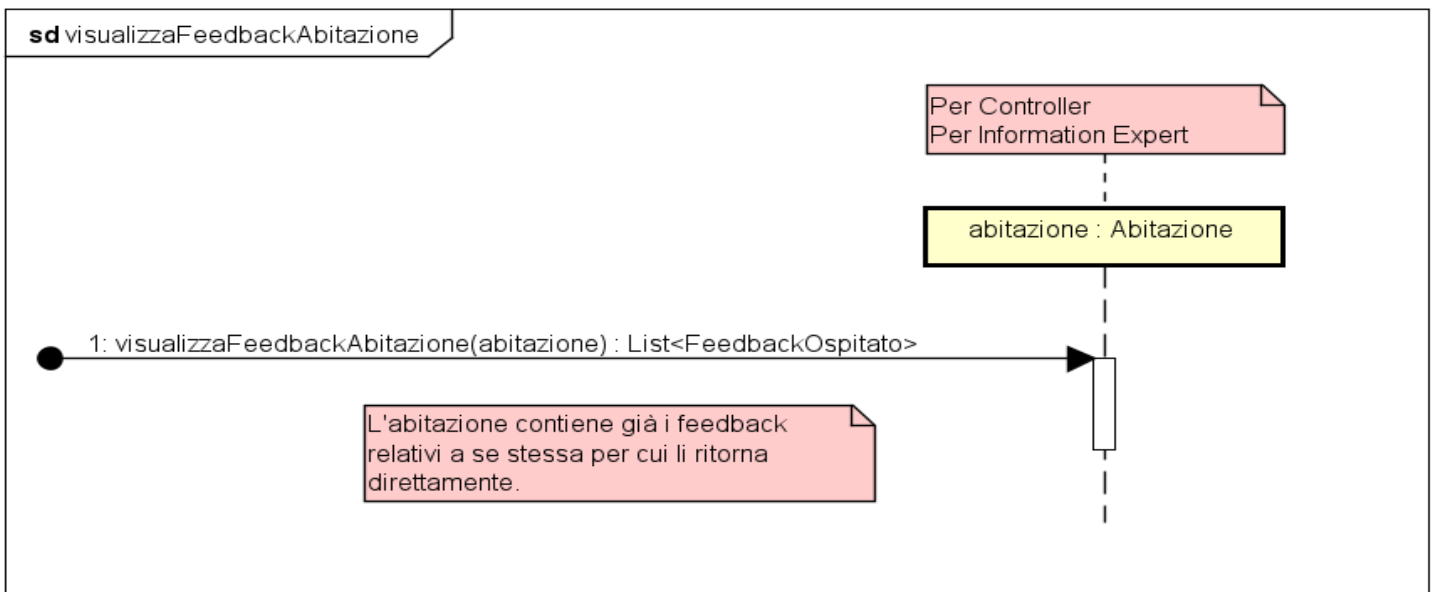 sd visualizzaFeedbackAbitazione
Per Controller
Per Information Expert
abitazione : Abitazione
1: visualizzaFeedbackAbitazione(abitazione) : List<FeedbackOspitato>
L'abitazione contiene già i feedback
relativi a se stessa per cui li ritorna
direttamente.